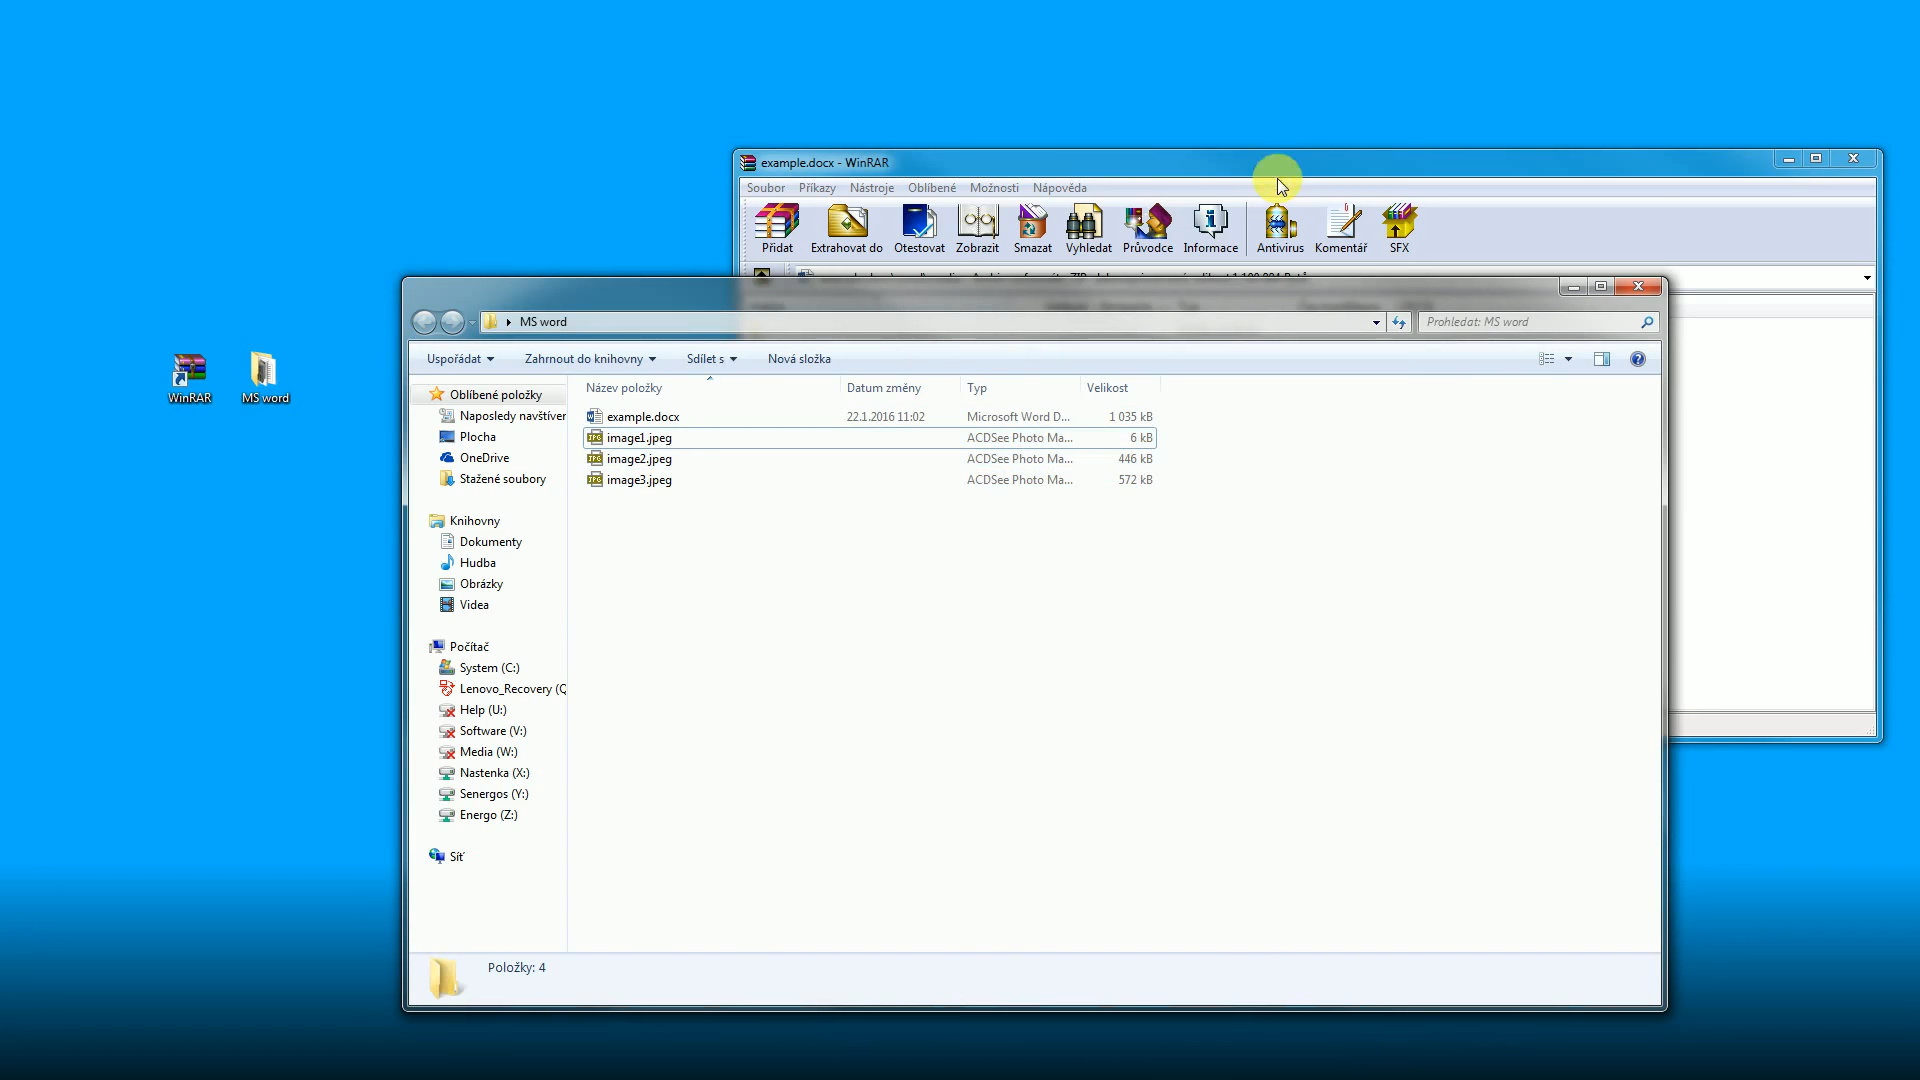 example.docx - WinRAR
Soubor Příkazy Nástroje Oblíbené Možnosti Nápověda
Přidat Extrahovat do Otestovat Zobrazit Smazat Vyhledat Průvodce Informace Antivirus Komentář SFX
MS word
Prohledat: MS word
Uspořádat Zahrnout do knihovny Sdílet s Nová složka
WinRAR
MS word
Oblíbené položky
Naposledy navštíven
Plocha
OneDrive
Stažené soubory
Knihovny
Dokumenty
Hudba
Obrázky
Videa
Počítač
System (C:)
Lenovo_Recovery (Q
Help (U:)
Software (V:)
Media (W:)
Nastenka (X:)
Senergos (Y:)
Energo (Z:)
Síť
Název položky Datum změny Typ Velikost
example.docx 22.1.2016 11:02 Microsoft Word D... 1 035 kB
image1.jpeg ACDSee Photo Ma... 6 kB
image2.jpeg ACDSee Photo Ma... 446 kB
image3.jpeg ACDSee Photo Ma... 572 kB
Položky: 4